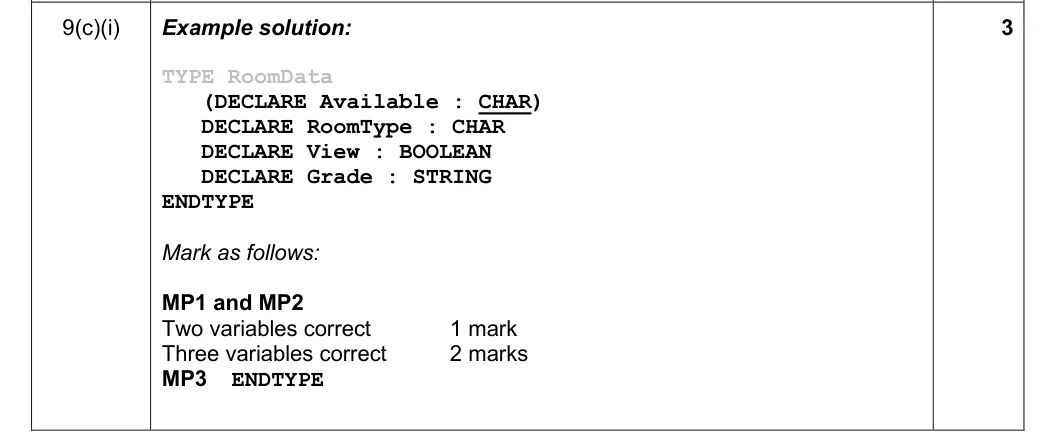 9(c)(i) Example solution: 3
TYPE RoomData
(DECLARE Available : CHAR)
DECLARE RoomType : CHAR
DECLARE View : BOOLEAN
DECLARE Grade : STRING
ENDTYPE
Mark as follows:
MP1 and MP2
Two variables correct 1 mark
Three variables correct 2 marks
MP3 ENDTYPE